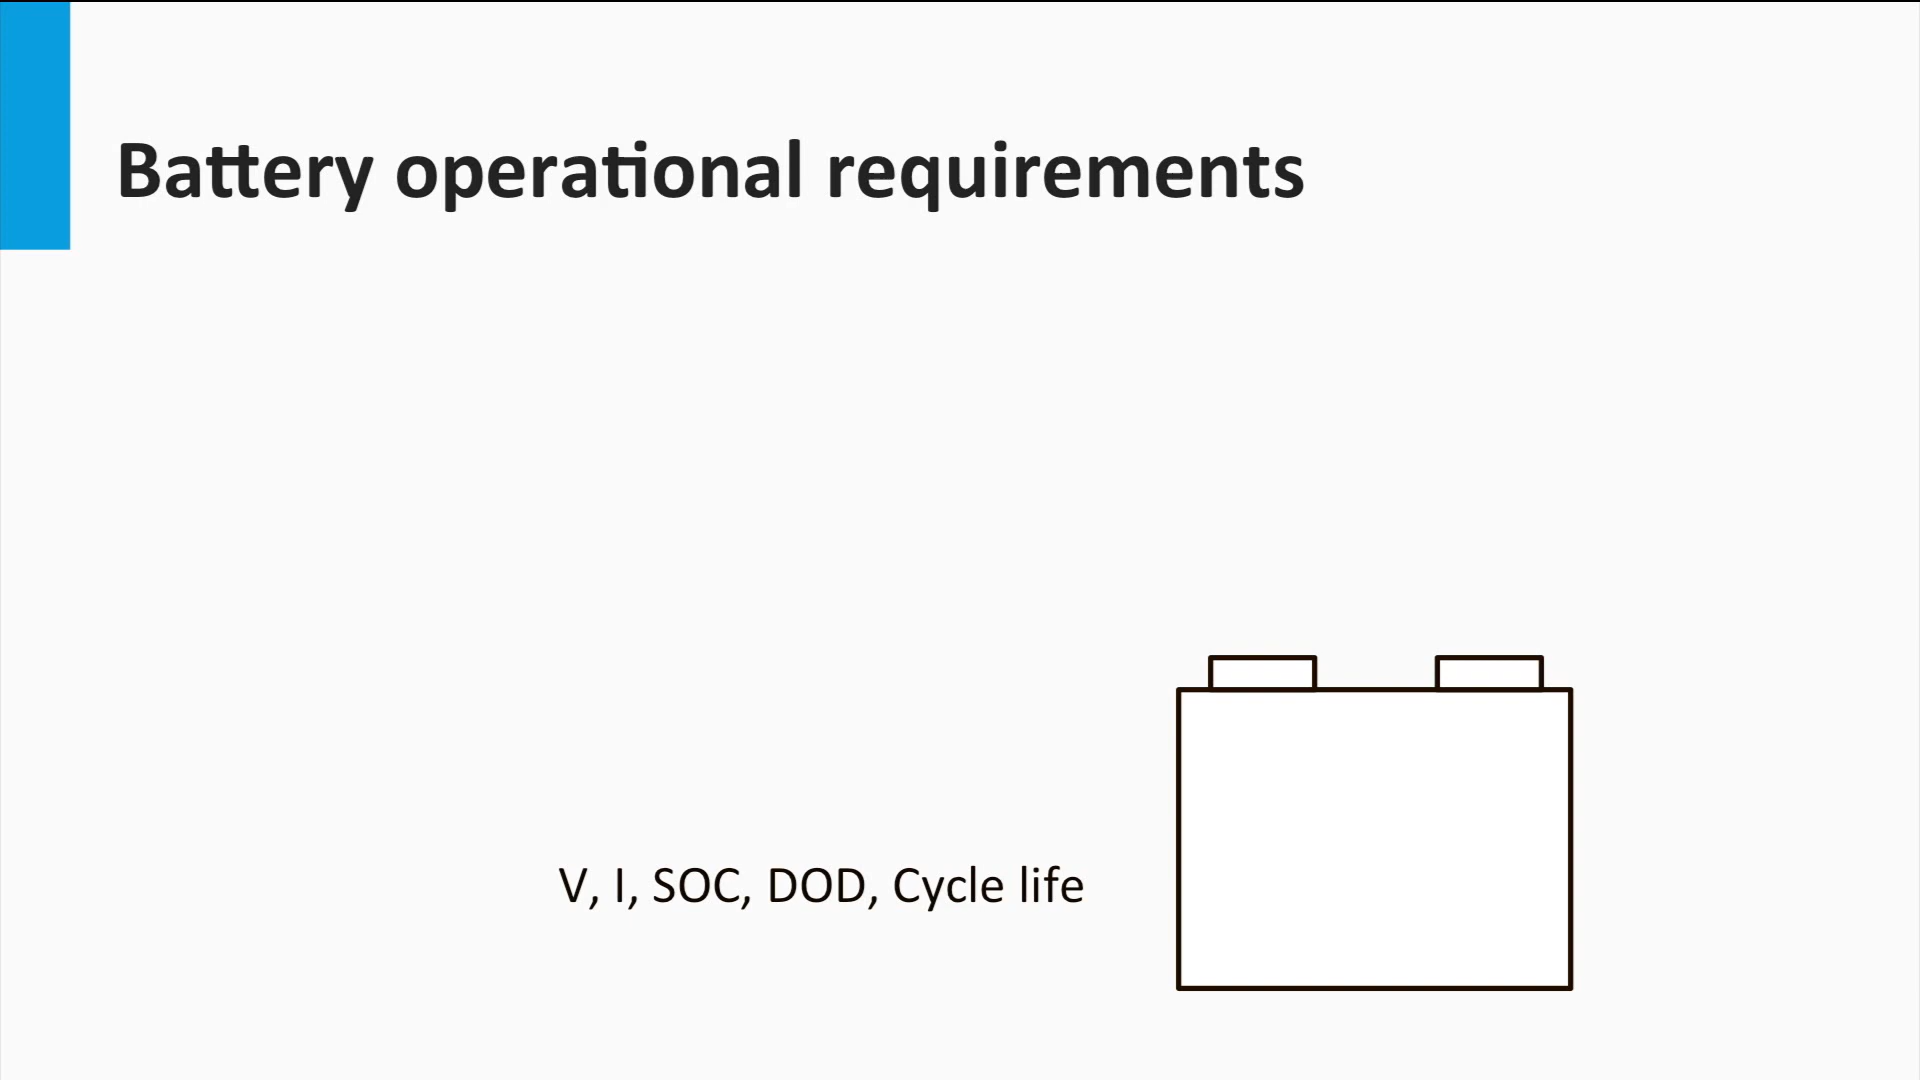 Battery operational requirements
V, I, SOC, DOD, Cycle life